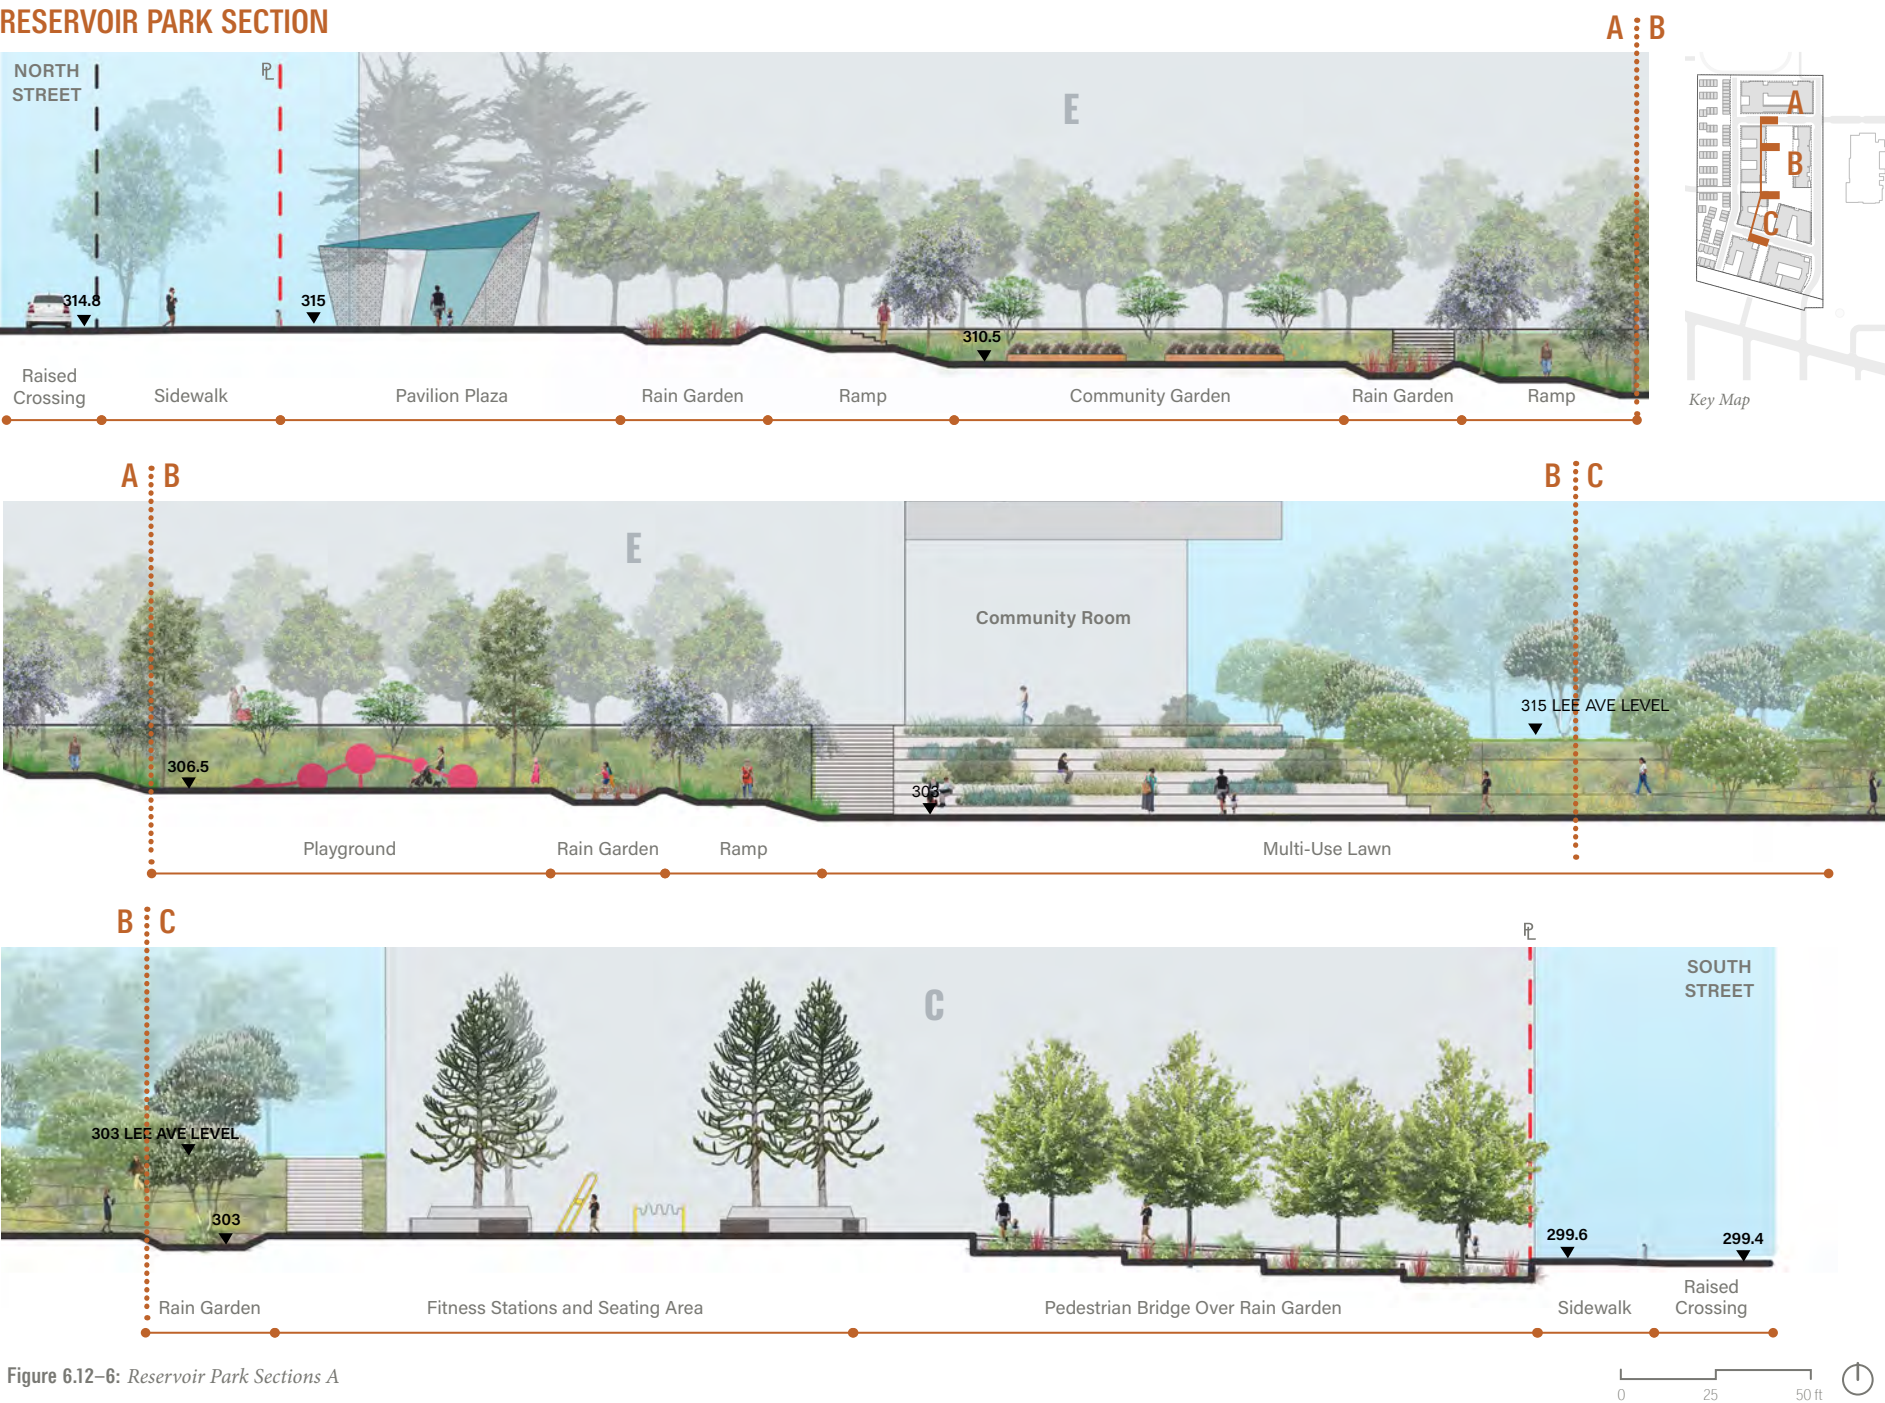 RESERVOIR PARK SECTION
A B
NORTH
STREET
PL
E
314.8
315
310.5
Raised
Crossing
Sidewalk
Pavilion Plaza
Rain Garden
Ramp
Community Garden
Rain Garden
Ramp
A
B
C
Key Map
A B
B C
E
Community Room
315 LEE AVE LEVEL
306.5
303
Playground
Rain Garden
Ramp
Multi-Use Lawn
B C
PL
SOUTH
STREET
C
303 LEE AVE LEVEL
303
299.6
299.4
Rain Garden
Fitness Stations and Seating Area
Pedestrian Bridge Over Rain Garden
Sidewalk
Raised
Crossing
Figure 6.12–6: Reservoir Park Sections A
0 25 50 ft